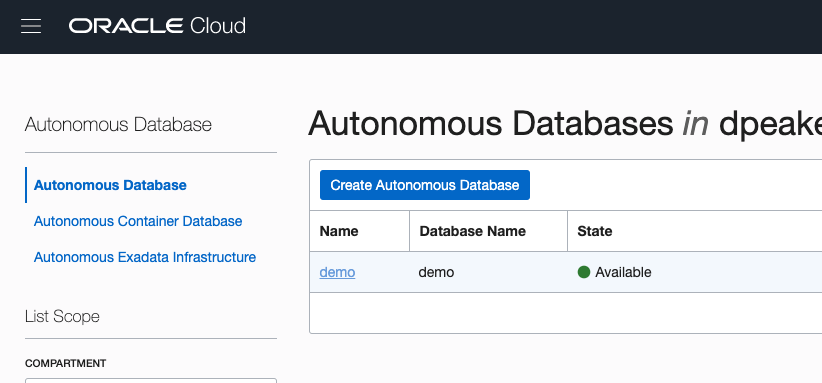 ORACLE Cloud
Autonomous Database
Autonomous Database
Autonomous Container Database
Autonomous Exadata Infrastructure
List Scope
COMPARTMENT
Autonomous Databases in dpeake
Create Autonomous Database
Name Database Name State
demo demo Available